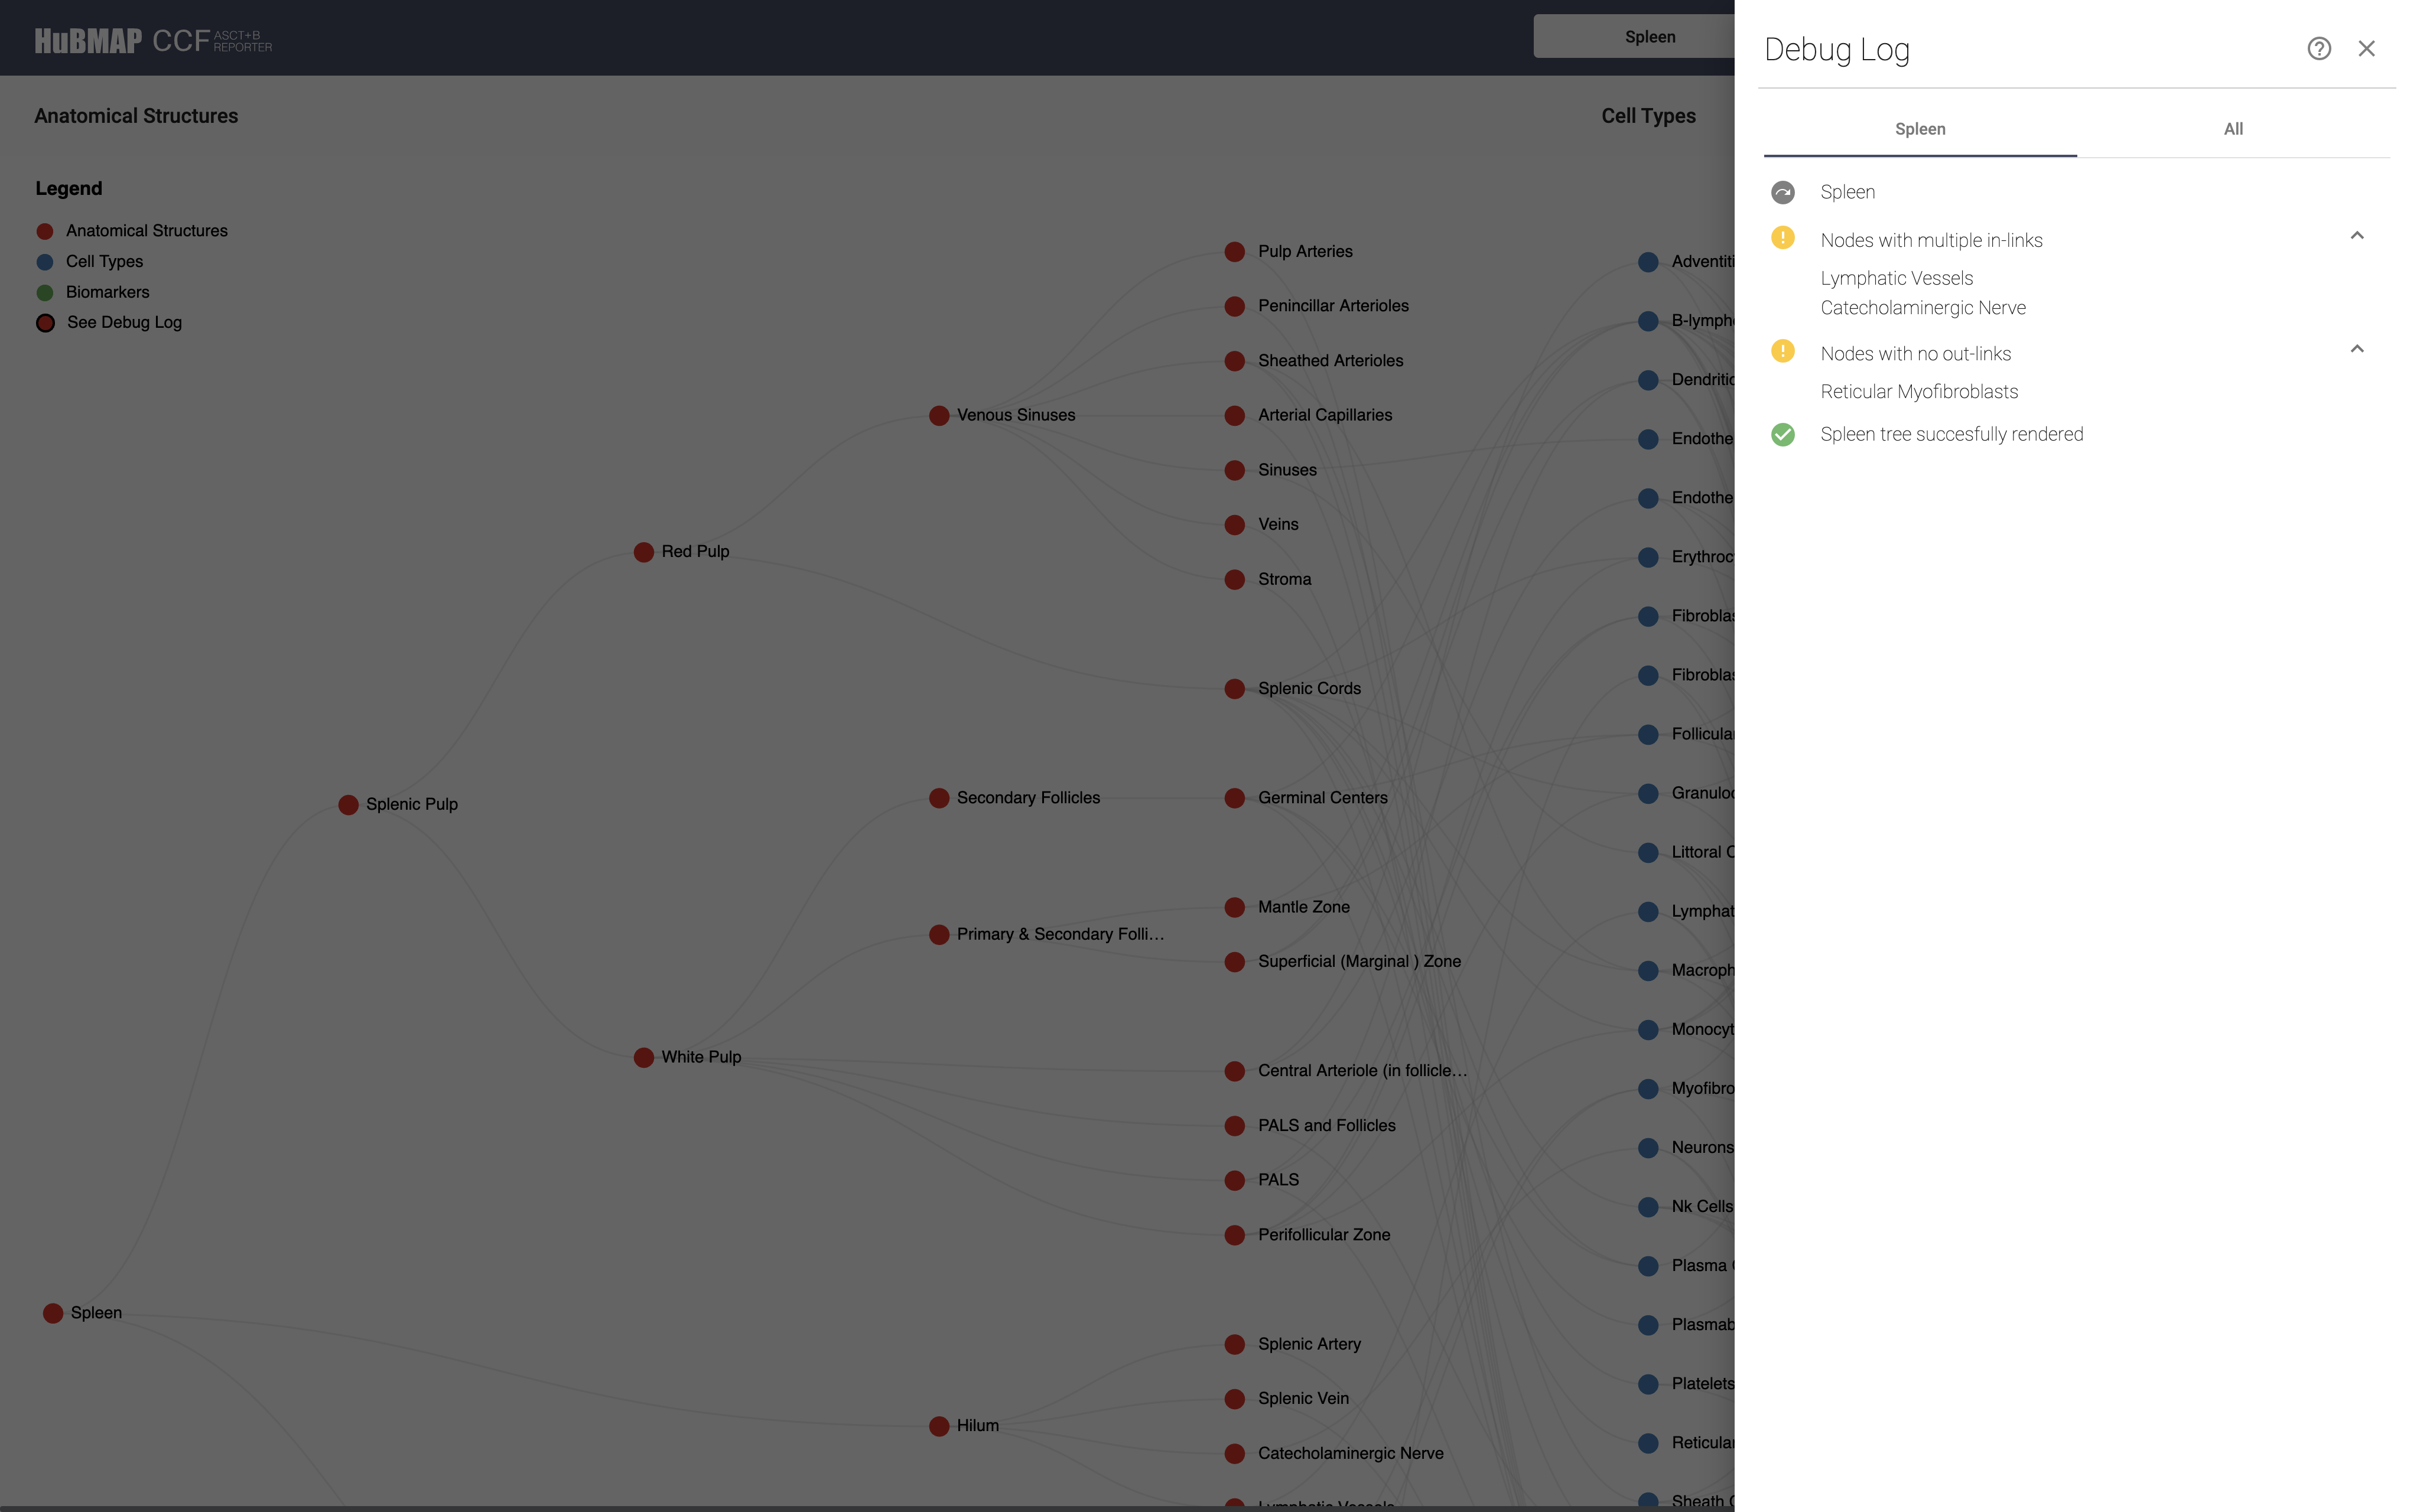 HuBMAP CCF ASCT+B REPORTER
Spleen
Anatomical Structures
Cell Types
Legend
Anatomical Structures
Cell Types
Biomarkers
See Debug Log
Spleen
Splenic Pulp
Red Pulp
White Pulp
Venous Sinuses
Secondary Follicles
Primary & Secondary Folli...
Hilum
Pulp Arteries
Penincillar Arterioles
Sheathed Arterioles
Arterial Capillaries
Sinuses
Veins
Stroma
Splenic Cords
Germinal Centers
Mantle Zone
Superficial (Marginal ) Zone
Central Arteriole (in follicle...
PALS and Follicles
PALS
Perifollicular Zone
Splenic Artery
Splenic Vein
Catecholaminergic Nerve
Lymphatic Vessels
Adventiti
B-lympho
Dendritic
Endothe
Endothe
Erythroc
Fibroblas
Fibroblas
Follicular
Granuloc
Littoral C
Lymphat
Macroph
Monocyt
Myofibro
Neurons
Nk Cells
Plasma
Plasmab
Platelets
Reticular
Sheath C
Debug Log
Spleen
All
Spleen
Nodes with multiple in-links
Lymphatic Vessels
Catecholaminergic Nerve
Nodes with no out-links
Reticular Myofibroblasts
Spleen tree succesfully rendered